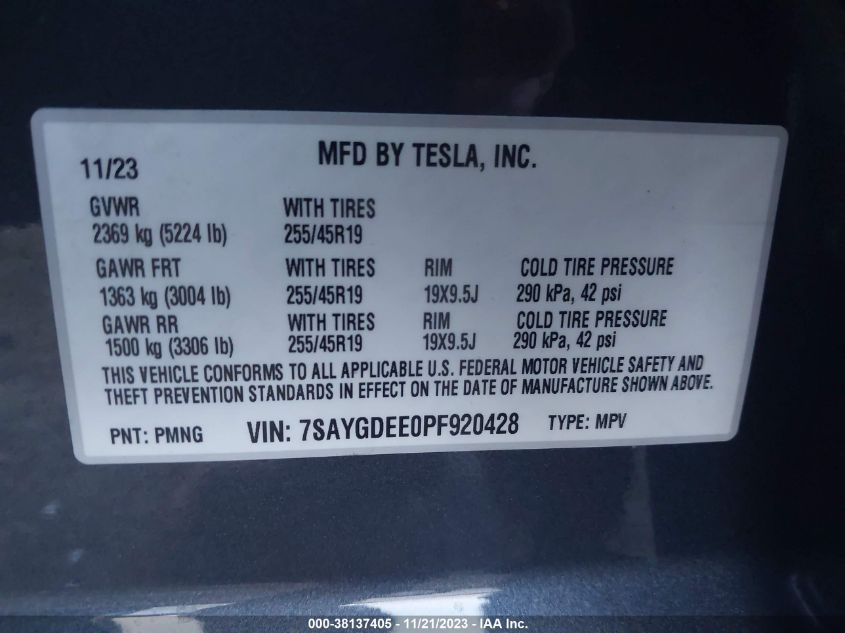 MFD BY TESLA, INC.
11/23
GVWR WITH TIRES
2369 kg (5224 lb) 255/45R19
GAWR FRT WITH TIRES RIM COLD TIRE PRESSURE
1363 kg (3004 lb) 255/45R19 19X9.5J 290 kPa, 42 psi
GAWR RR WITH TIRES RIM COLD TIRE PRESSURE
1500 kg (3306 lb) 255/45R19 19X9.5J 290 kPa, 42 psi
THIS VEHICLE CONFORMS TO ALL APPLICABLE U.S. FEDERAL MOTOR VEHICLE SAFETY AND
THEFT PREVENTION STANDARDS IN EFFECT ON THE DATE OF MANUFACTURE SHOWN ABOVE.
PNT: PMNG VIN: 7SAYGDEE0PF920428 TYPE: MPV
000-38137405 - 11/21/2023 - IAA Inc.